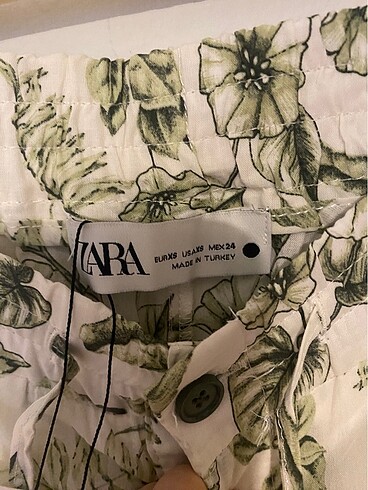 ZARA
EUR XS USA XS MEX 24
MADE IN TURKEY